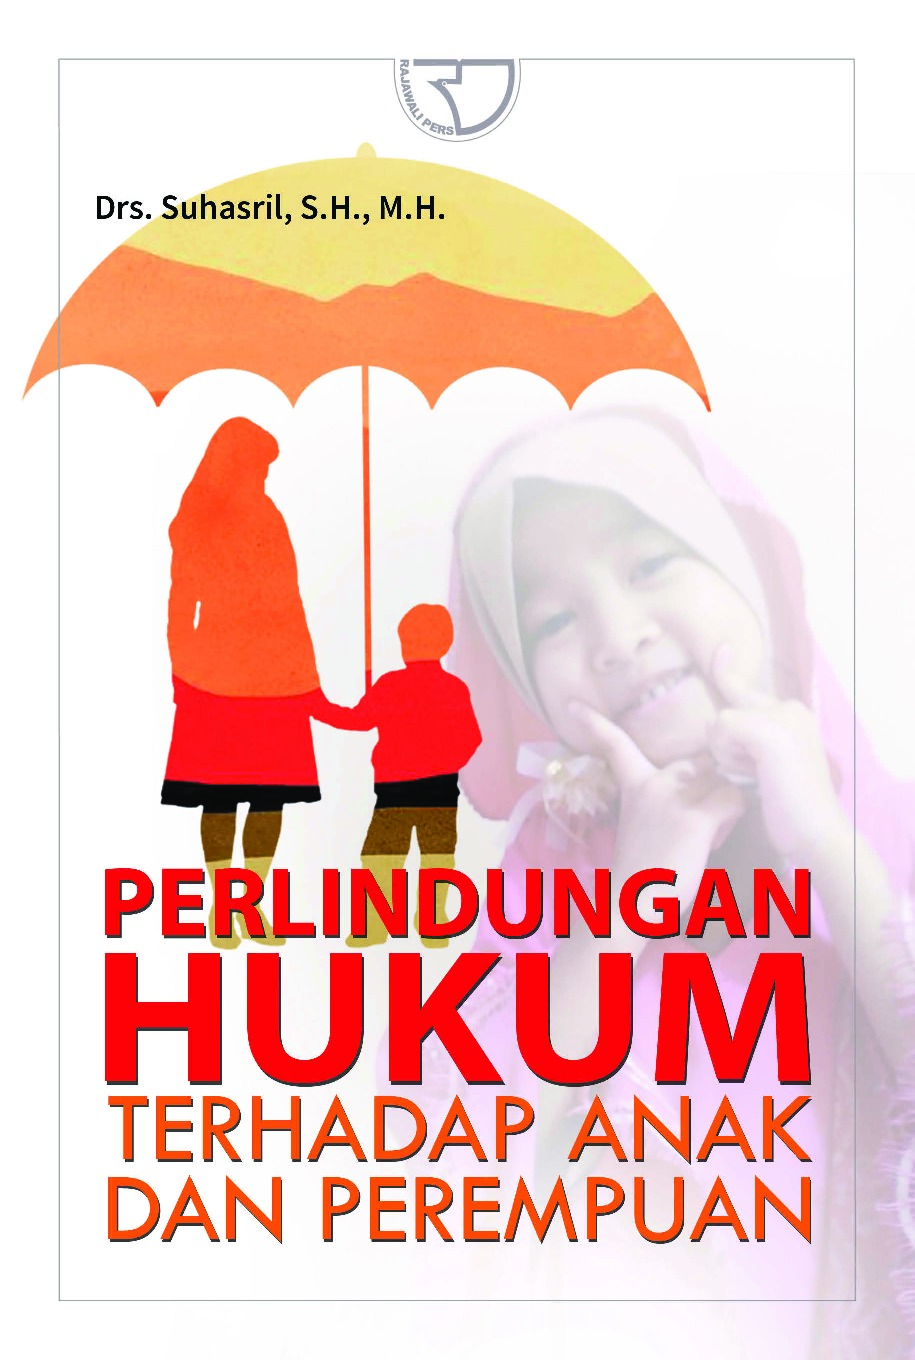 RAJAWALI PERS
Drs. Suhasril, S.H., M.H.
PERLINDUNGAN
HUKUM
TERHADAP ANAK
DAN PEREMPUAN